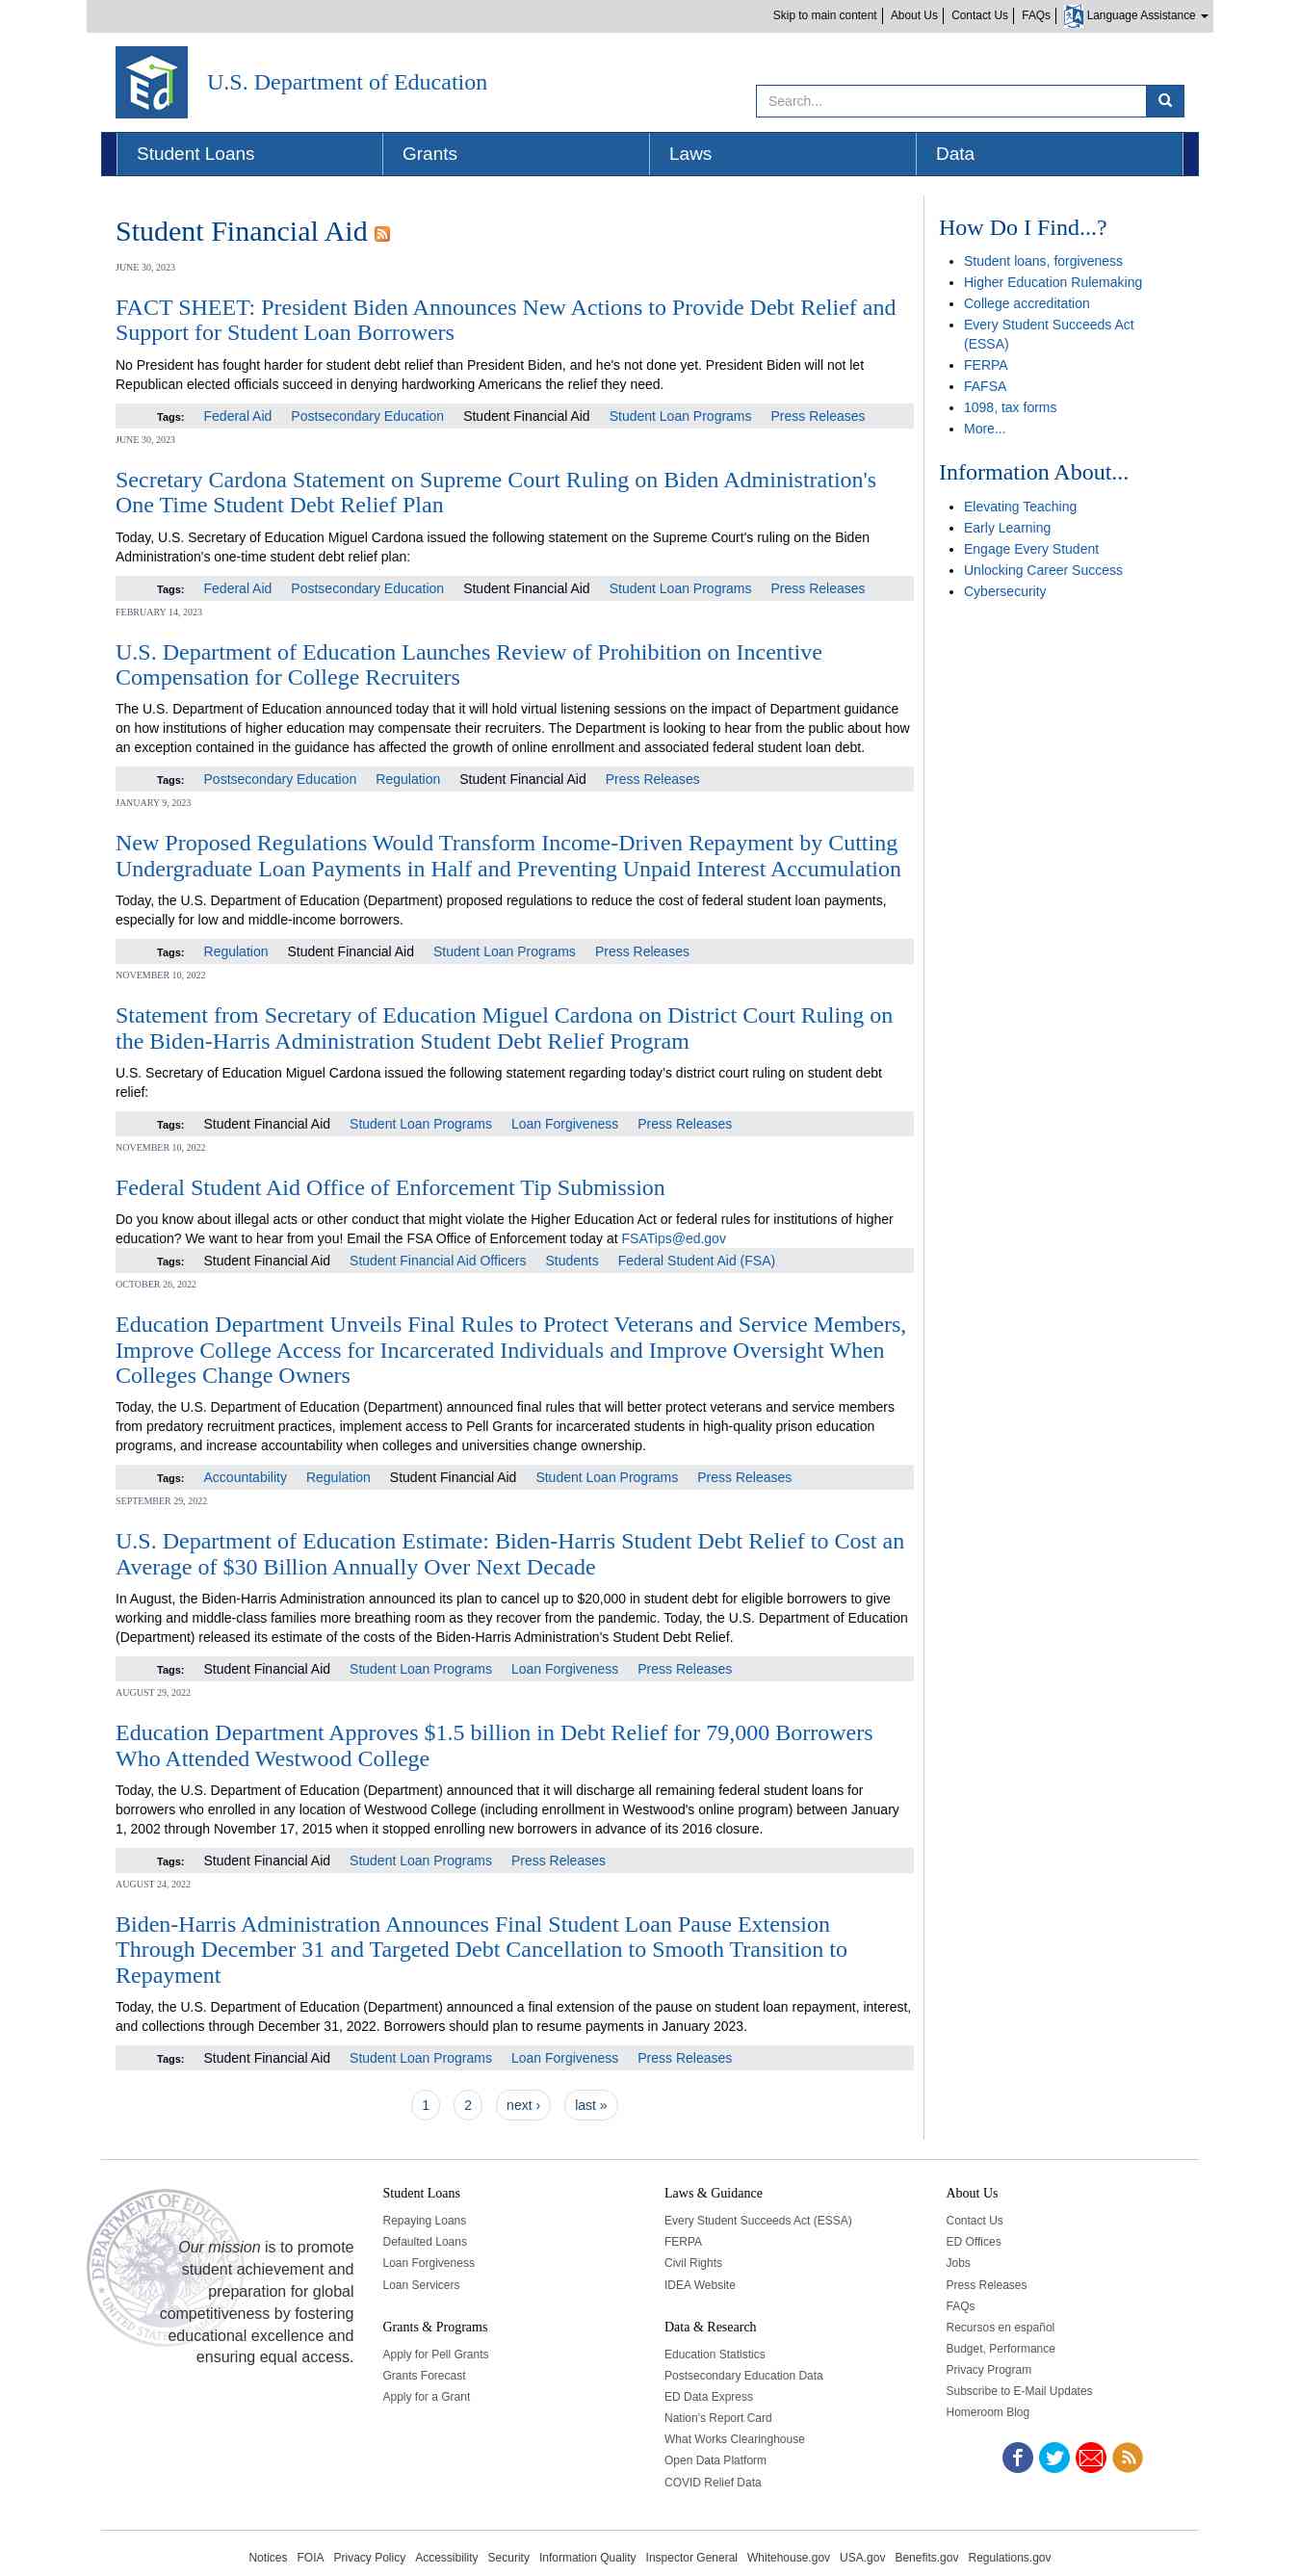 Skip to main content
About Us
Contact Us
FAQs
Language Assistance
Ed
U.S. Department of Education
Search...
Student Loans
Grants
Laws
Data
Student Financial Aid
JUNE 30, 2023
FACT SHEET: President Biden Announces New Actions to Provide Debt Relief and
Support for Student Loan Borrowers
No President has fought harder for student debt relief than President Biden, and he's not done yet. President Biden will not let
Republican elected officials succeed in denying hardworking Americans the relief they need.
Tags: Federal Aid Postsecondary Education Student Financial Aid Student Loan Programs Press Releases
JUNE 30, 2023
Secretary Cardona Statement on Supreme Court Ruling on Biden Administration's
One Time Student Debt Relief Plan
Today, U.S. Secretary of Education Miguel Cardona issued the following statement on the Supreme Court's ruling on the Biden
Administration's one-time student debt relief plan:
Tags: Federal Aid Postsecondary Education Student Financial Aid Student Loan Programs Press Releases
FEBRUARY 14, 2023
U.S. Department of Education Launches Review of Prohibition on Incentive
Compensation for College Recruiters
The U.S. Department of Education announced today that it will hold virtual listening sessions on the impact of Department guidance
on how institutions of higher education may compensate their recruiters. The Department is looking to hear from the public about how
an exception contained in the guidance has affected the growth of online enrollment and associated federal student loan debt.
Tags: Postsecondary Education Regulation Student Financial Aid Press Releases
JANUARY 9, 2023
New Proposed Regulations Would Transform Income-Driven Repayment by Cutting
Undergraduate Loan Payments in Half and Preventing Unpaid Interest Accumulation
Today, the U.S. Department of Education (Department) proposed regulations to reduce the cost of federal student loan payments,
especially for low and middle-income borrowers.
Tags: Regulation Student Financial Aid Student Loan Programs Press Releases
NOVEMBER 10, 2022
Statement from Secretary of Education Miguel Cardona on District Court Ruling on
the Biden-Harris Administration Student Debt Relief Program
U.S. Secretary of Education Miguel Cardona issued the following statement regarding today's district court ruling on student debt
relief:
Tags: Student Financial Aid Student Loan Programs Loan Forgiveness Press Releases
NOVEMBER 10, 2022
Federal Student Aid Office of Enforcement Tip Submission
Do you know about illegal acts or other conduct that might violate the Higher Education Act or federal rules for institutions of higher
education? We want to hear from you! Email the FSA Office of Enforcement today at FSATips@ed.gov
Tags: Student Financial Aid Student Financial Aid Officers Students Federal Student Aid (FSA)
OCTOBER 26, 2022
Education Department Unveils Final Rules to Protect Veterans and Service Members,
Improve College Access for Incarcerated Individuals and Improve Oversight When
Colleges Change Owners
Today, the U.S. Department of Education (Department) announced final rules that will better protect veterans and service members
from predatory recruitment practices, implement access to Pell Grants for incarcerated students in high-quality prison education
programs, and increase accountability when colleges and universities change ownership.
Tags: Accountability Regulation Student Financial Aid Student Loan Programs Press Releases
SEPTEMBER 29, 2022
U.S. Department of Education Estimate: Biden-Harris Student Debt Relief to Cost an
Average of $30 Billion Annually Over Next Decade
In August, the Biden-Harris Administration announced its plan to cancel up to $20,000 in student debt for eligible borrowers to give
working and middle-class families more breathing room as they recover from the pandemic. Today, the U.S. Department of Education
(Department) released its estimate of the costs of the Biden-Harris Administration's Student Debt Relief.
Tags: Student Financial Aid Student Loan Programs Loan Forgiveness Press Releases
AUGUST 29, 2022
Education Department Approves $1.5 billion in Debt Relief for 79,000 Borrowers
Who Attended Westwood College
Today, the U.S. Department of Education (Department) announced that it will discharge all remaining federal student loans for
borrowers who enrolled in any location of Westwood College (including enrollment in Westwood's online program) between January
1, 2002 through November 17, 2015 when it stopped enrolling new borrowers in advance of its 2016 closure.
Tags: Student Financial Aid Student Loan Programs Press Releases
AUGUST 24, 2022
Biden-Harris Administration Announces Final Student Loan Pause Extension
Through December 31 and Targeted Debt Cancellation to Smooth Transition to
Repayment
Today, the U.S. Department of Education (Department) announced a final extension of the pause on student loan repayment, interest,
and collections through December 31, 2022. Borrowers should plan to resume payments in January 2023.
Tags: Student Financial Aid Student Loan Programs Loan Forgiveness Press Releases
1 2 next › last »
How Do I Find...?
Student loans, forgiveness
Higher Education Rulemaking
College accreditation
Every Student Succeeds Act
(ESSA)
FERPA
FAFSA
1098, tax forms
More...
Information About...
Elevating Teaching
Early Learning
Engage Every Student
Unlocking Career Success
Cybersecurity
Our mission is to promote
student achievement and
preparation for global
competitiveness by fostering
educational excellence and
ensuring equal access.
Student Loans
Repaying Loans
Defaulted Loans
Loan Forgiveness
Loan Servicers
Grants & Programs
Apply for Pell Grants
Grants Forecast
Apply for a Grant
Laws & Guidance
Every Student Succeeds Act (ESSA)
FERPA
Civil Rights
IDEA Website
Data & Research
Education Statistics
Postsecondary Education Data
ED Data Express
Nation's Report Card
What Works Clearinghouse
Open Data Platform
COVID Relief Data
About Us
Contact Us
ED Offices
Jobs
Press Releases
FAQs
Recursos en español
Budget, Performance
Privacy Program
Subscribe to E-Mail Updates
Homeroom Blog
Notices FOIA Privacy Policy Accessibility Security Information Quality Inspector General Whitehouse.gov USA.gov Benefits.gov Regulations.gov